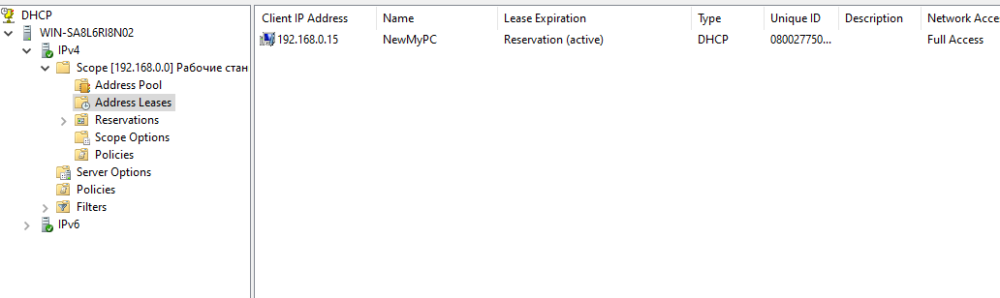 DHCP
WIN-SA8L6RI8N02
IPv4
Scope [192.168.0.0] Рабочие стан
Address Pool
Address Leases
Reservations
Scope Options
Policies
Server Options
Policies
Filters
IPv6
Client IP Address Name Lease Expiration Type Unique ID Description Network Acce
192.168.0.15 NewMyPC Reservation (active) DHCP 080027750... Full Access